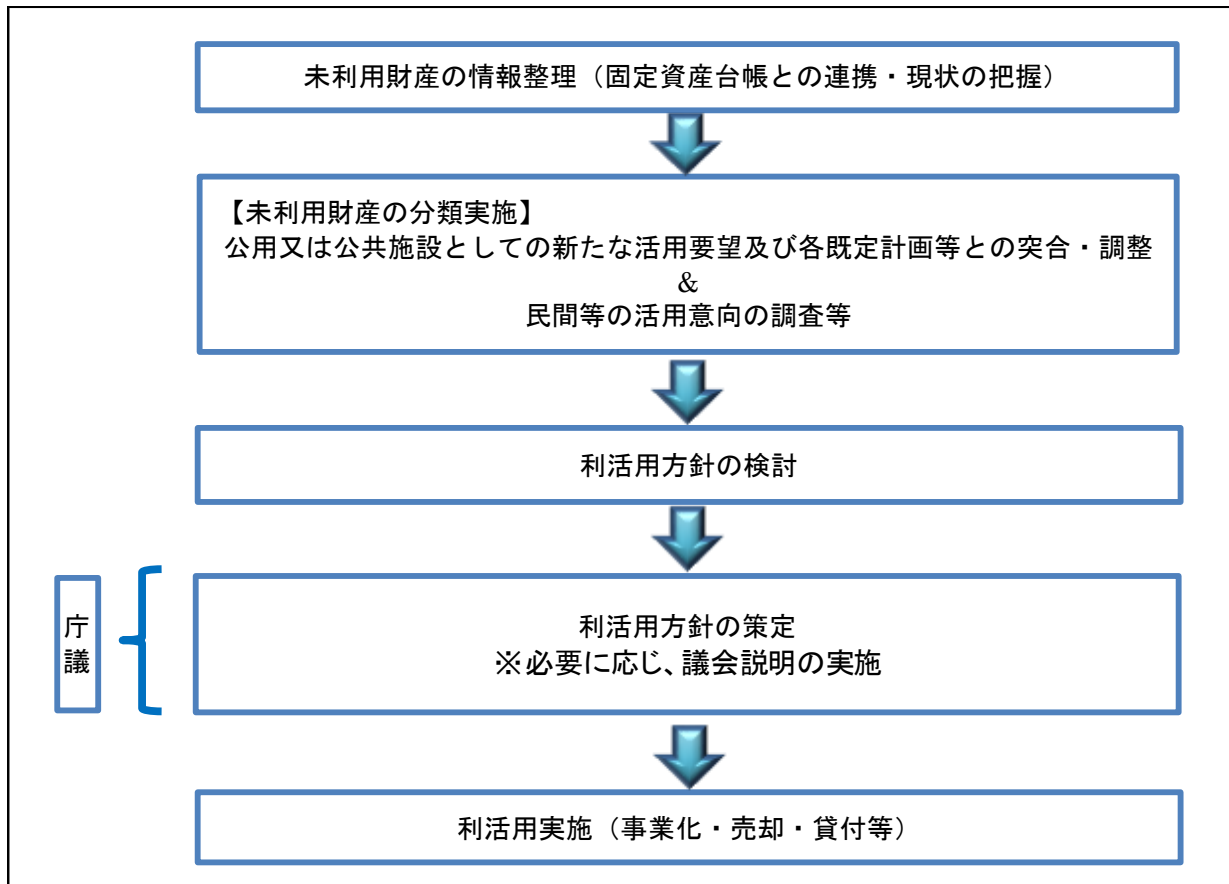 未利用財産の情報整理（固定資産台帳との連携・現状の把握）
【未利用財産の分類実施】
公用又は公共施設としての新たな活用要望及び各既定計画等との突合・調整
&
民間等の活用意向の調査等
利活用方針の検討
庁議
利活用方針の策定
※必要に応じ、議会説明の実施
利活用実施（事業化・売却・貸付等）